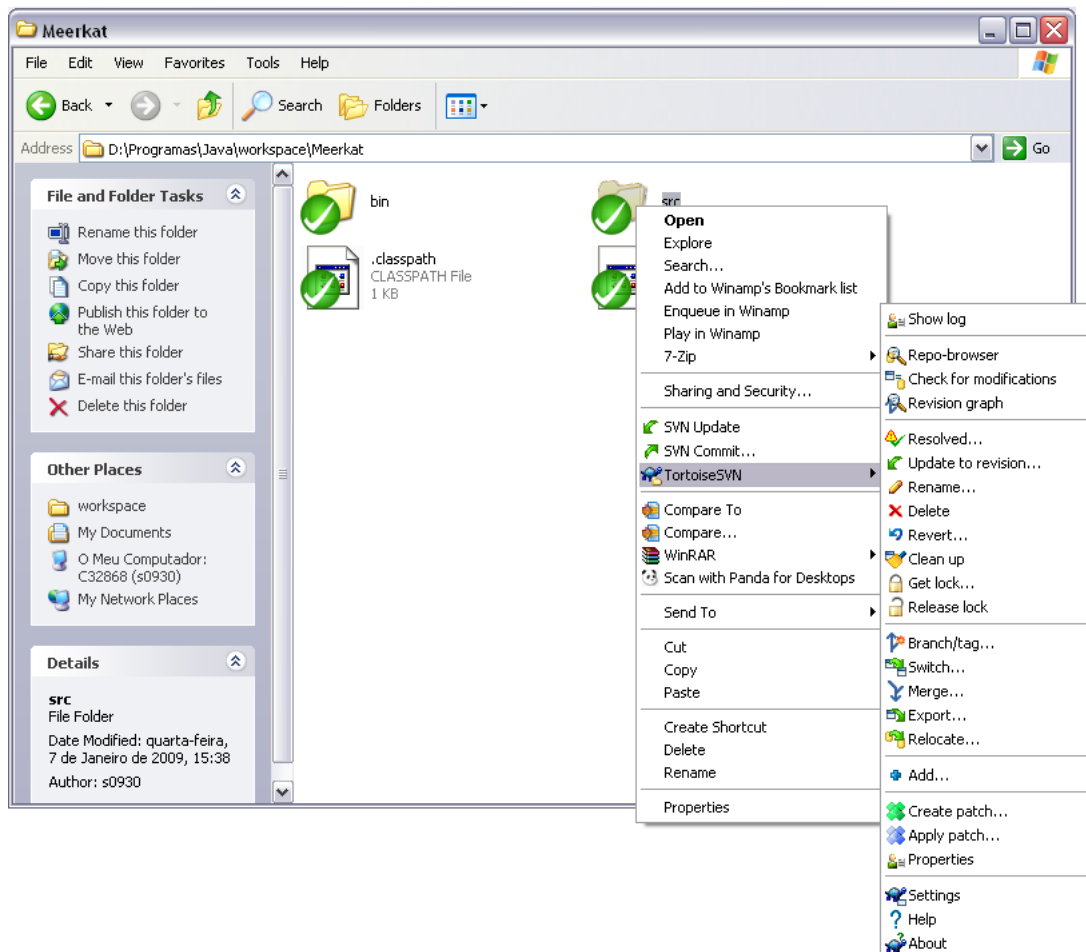 Meerkat
File Edit View Favorites Tools Help
Back Search Folders
Address D:\Programas\Java\workspace\Meerkat Go
File and Folder Tasks
Rename this folder
Move this folder
Copy this folder
Publish this folder to
the Web
Share this folder
E-mail this folder's files
Delete this folder
Other Places
workspace
My Documents
O Meu Computador:
C32868 (s0930)
My Network Places
Details
src
File Folder
Date Modified: quarta-feira,
7 de Janeiro de 2009, 15:38
Author: s0930
bin
src
.classpath
CLASSPATH File
1 KB
Open
Explore
Search...
Add to Winamp's Bookmark list
Enqueue in Winamp
Play in Winamp
7-Zip
Sharing and Security...
SVN Update
SVN Commit...
TortoiseSVN
Compare To
Compare...
WinRAR
Scan with Panda for Desktops
Send To
Cut
Copy
Paste
Create Shortcut
Delete
Rename
Properties
Show log
Repo-browser
Check for modifications
Revision graph
Resolved...
Update to revision...
Rename...
Delete
Revert...
Clean up
Get lock...
Release lock
Branch/tag...
Switch...
Merge...
Export...
Relocate...
Add...
Create patch...
Apply patch...
Properties
Settings
Help
About